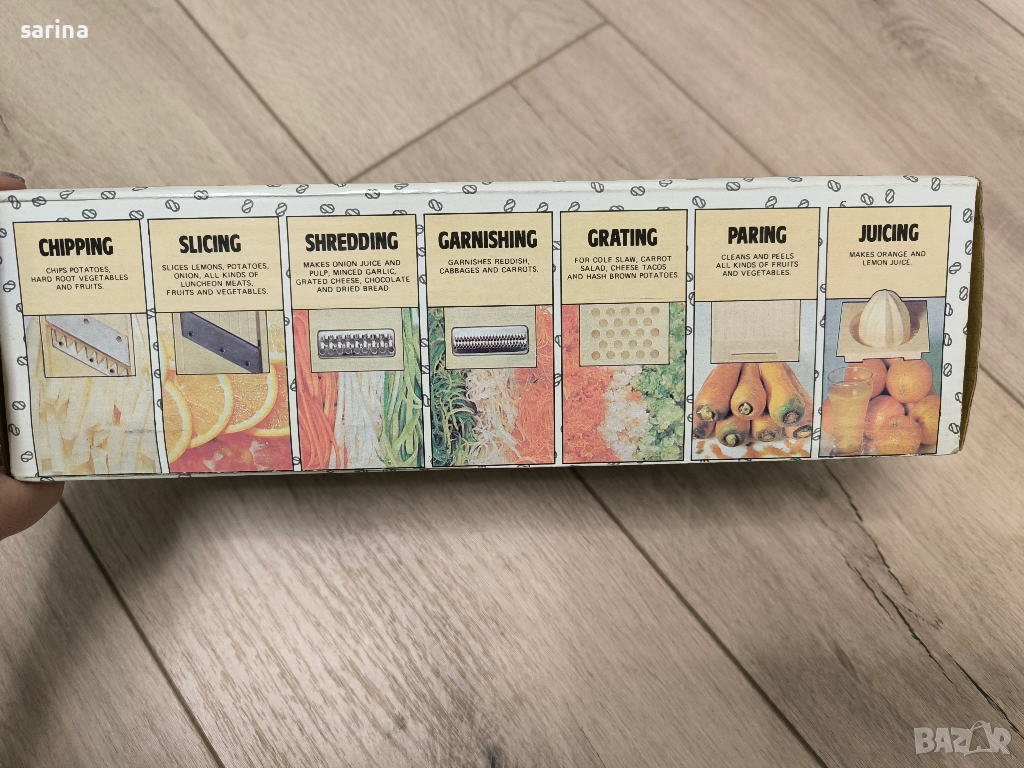 sarina
CHIPPING
CHIPS POTATOES,
HARD ROOT VEGETABLES
AND FRUITS.
SLICING
SLICES LEMONS, POTATOES,
ONION, ALL KINDS OF
LUNCHEON MEATS,
FRUITS AND VEGETABLES.
SHREDDING
MAKES ONION JUICE AND
PULP, MINCED GARLIC,
GRATED CHEESE, CHOCOLATE
AND DRIED BREAD
GARNISHING
GARNISHES REDDISH,
CABBAGES AND CARROTS.
GRATING
FOR COLE SLAW, CARROT
SALAD, CHEESE TACOS
AND HASH BROWN POTATOES.
PARING
CLEANS AND PEELS
ALL KINDS OF FRUITS
AND VEGETABLES.
JUICING
MAKES ORANGE AND
LEMON JUICE.
BAZAR